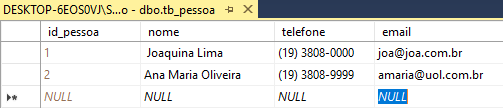 DESKTOP-6EOS0VJ\S...o - dbo.tb_pessoa
id_pessoa nome telefone email
1 Joaquina Lima (19) 3808-0000 joa@joa.com.br
2 Ana Maria Oliveira (19) 3808-9999 amaria@uol.com.br
NULL NULL NULL NULL